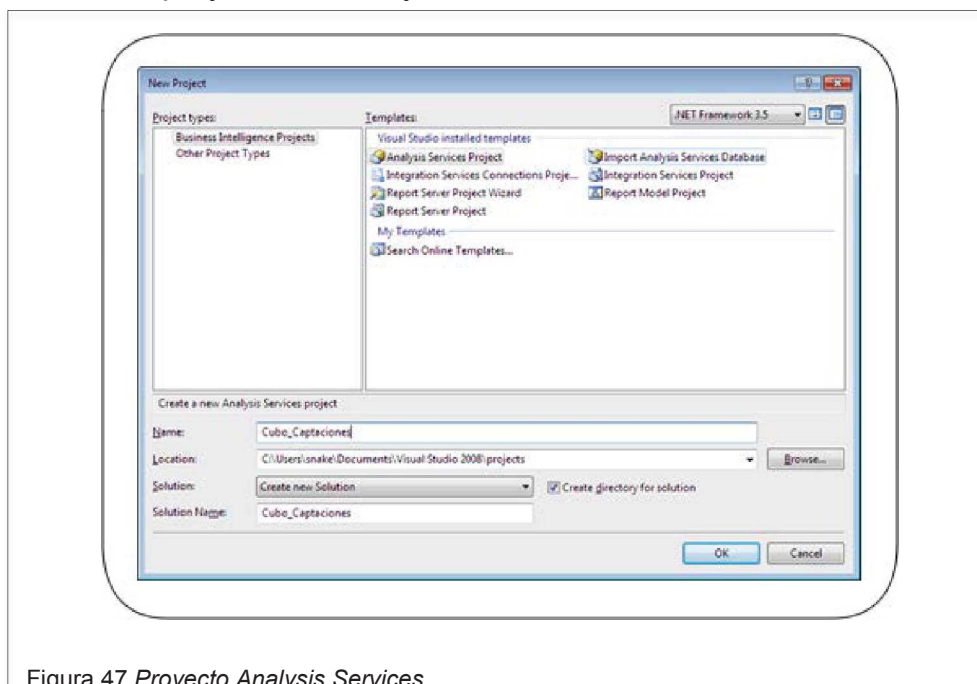 New Project
Project types:
Templates:
.NET Framework 3.5
Business Intelligence Projects
Other Project Types
Visual Studio installed templates
Analysis Services Project
Import Analysis Services Database
Integration Services Connections Proje...
Integration Services Project
Report Server Project Wizard
Report Model Project
Report Server Project
My Templates
Search Online Templates...
Create a new Analysis Services project
Name:
Cubo_Captaciones
Location:
C:\Users\snake\Documents\Visual Studio 2008\projects
Browse...
Solution:
Create new Solution
Create directory for solution
Solution Name:
Cubo_Captaciones
OK
Cancel
Figura 47 Proyecto Analysis Services